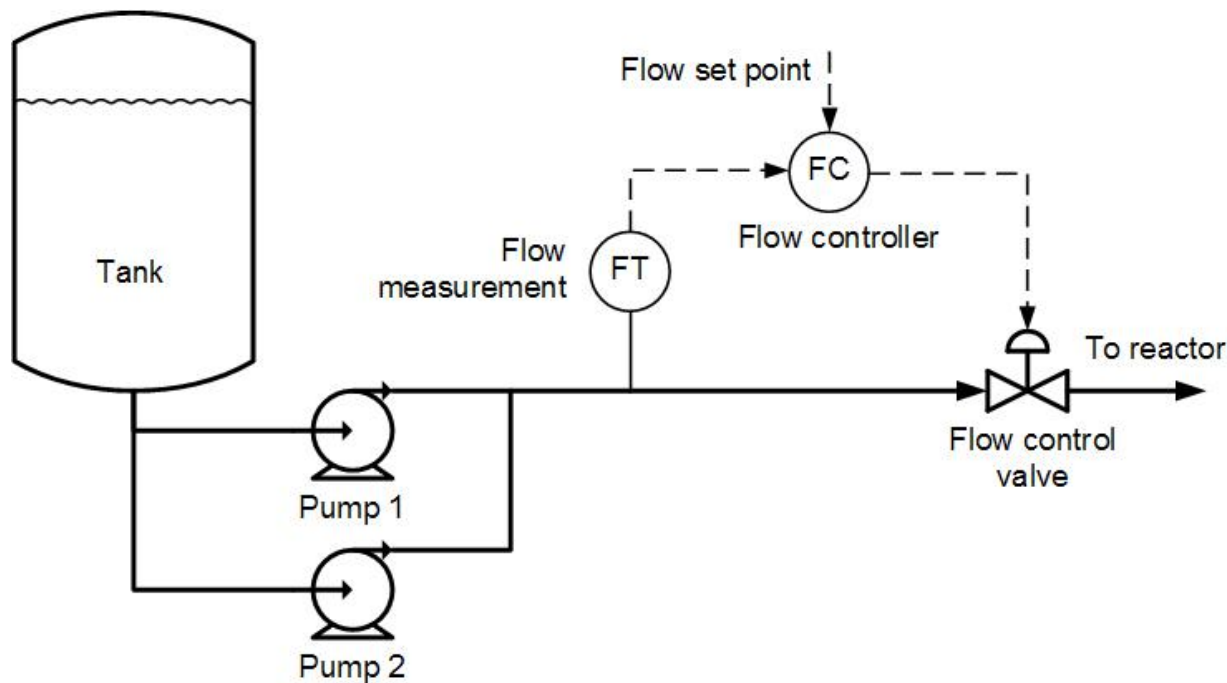 Flow set point
FC
Flow controller
Flow
measurement
FT
Tank
To reactor
Flow control
valve
Pump 1
Pump 2